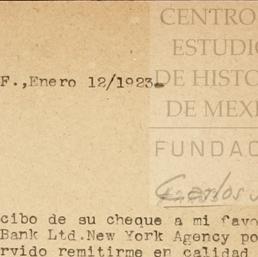 CENTRO
ESTUDIO
DE HISTO
DE MEXI
F.,Enero 12/1923.
FUNDAC
Carlos
cibo de su cheque a mi favo
Bank Ltd.New York Agency po
rvido remitirme en calidad